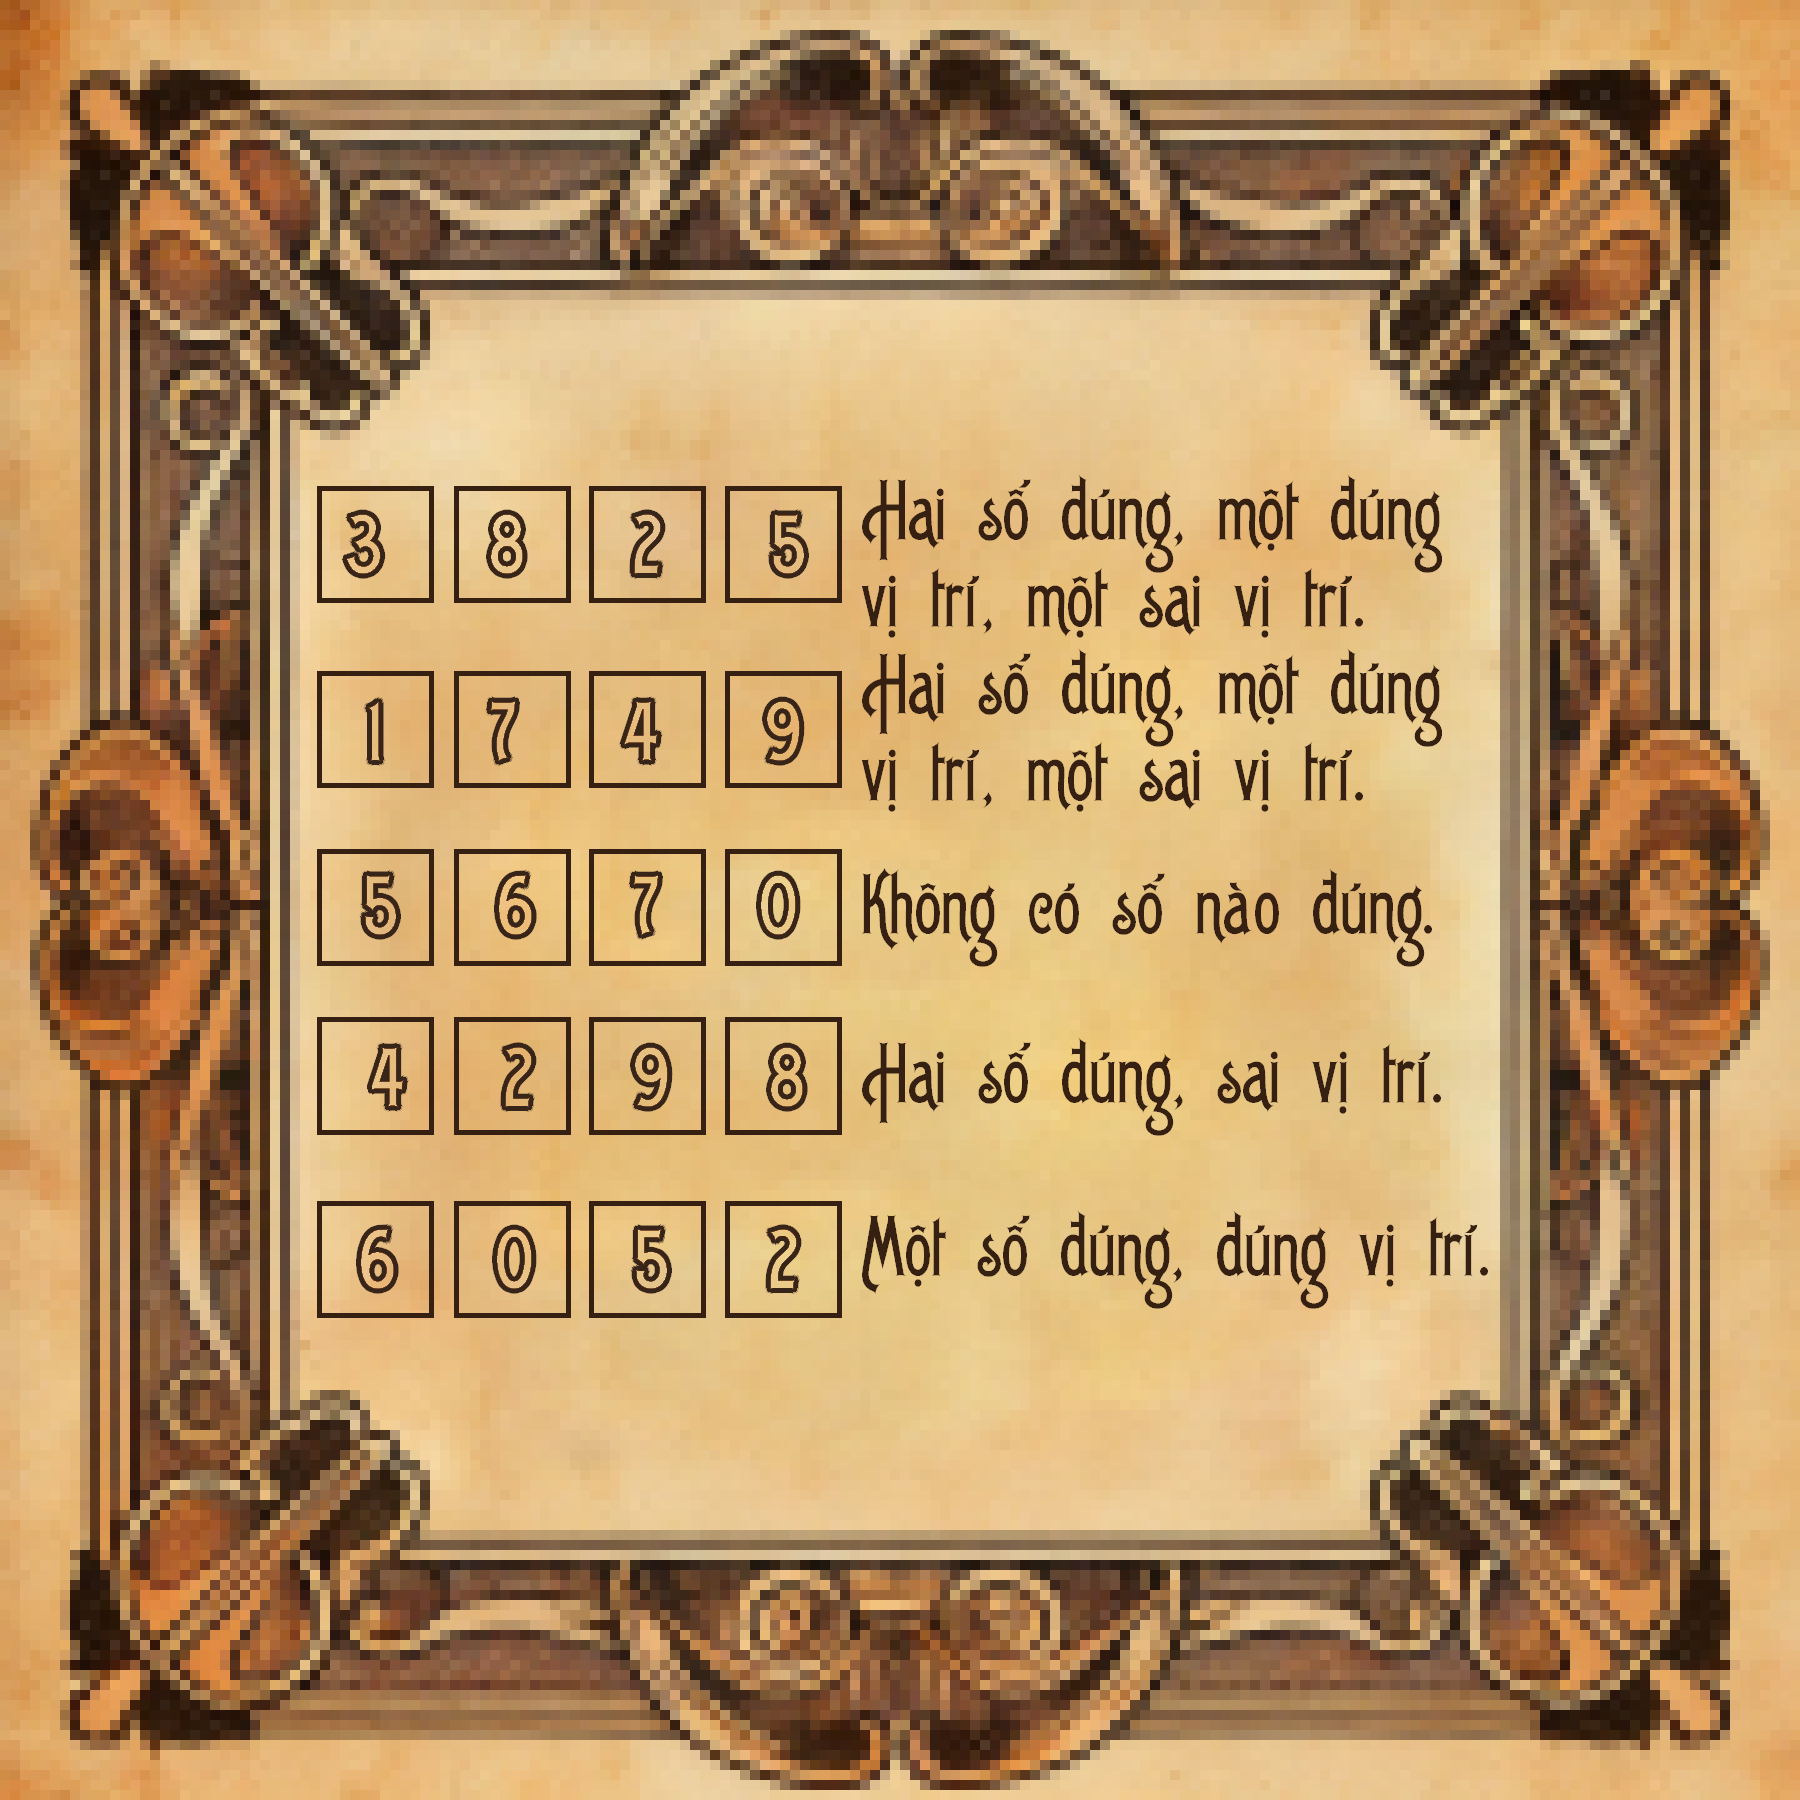 3 8 2 5 Hai số đúng, một đúng
vị trí, một sai vị trí.
1 7 4 9 Hai số đúng, một đúng
vị trí, một sai vị trí.
5 6 7 0 Không có số nào đúng.
4 2 9 8 Hai số đúng, sai vị trí.
6 0 5 2 Một số đúng, đúng vị trí.